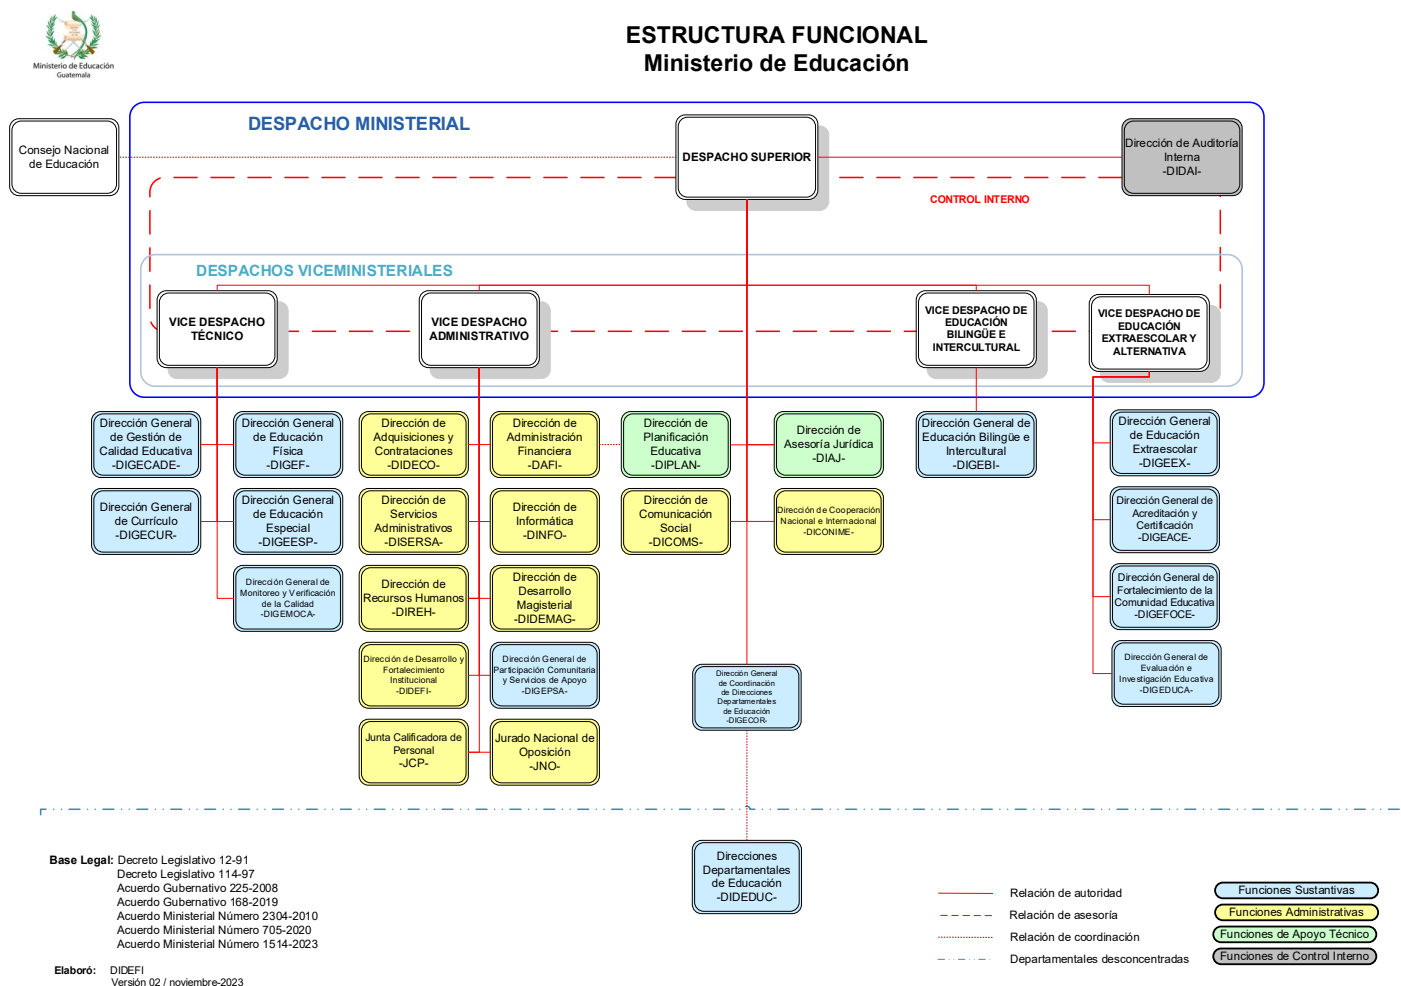 ESTRUCTURA FUNCIONAL
Ministerio de Educación
Ministerio de Educación
Guatemala
DESPACHO MINISTERIAL
Consejo Nacional
de Educación
DESPACHO SUPERIOR
Dirección de Auditoría
Interna
-DIDAI-
CONTROL INTERNO
DESPACHOS VICEMINISTERIALES
VICE DESPACHO
TÉCNICO
VICE DESPACHO
ADMINISTRATIVO
VICE DESPACHO DE
EDUCACIÓN
BILINGÜE E
INTERCULTURAL
VICE DESPACHO DE
EDUCACIÓN
EXTRAESCOLAR Y
ALTERNATIVA
Dirección General
de Gestión de
Calidad Educativa
-DIGECADE-
Dirección General
de Educación
Física
-DIGEF-
Dirección de
Adquisiciones y
Contrataciones
-DIDECO-
Dirección de
Administración
Financiera
-DAFI-
Dirección de
Planificación
Educativa
-DIPLAN-
Dirección de
Asesoría Jurídica
-DIAJ-
Dirección General de
Educación Bilingüe e
Intercultural
-DIGEBI-
Dirección General
de Educación
Extraescolar
-DIGEEX-
Dirección General
de Currículo
-DIGECUR-
Dirección General
de Educación
Especial
-DIGEESP-
Dirección de
Servicios
Administrativos
-DISERSA-
Dirección de
Informática
-DINFO-
Dirección de
Comunicación
Social
-DICOMS-
Dirección de Cooperación
Nacional e Internacional
-DICONIME-
Dirección General de
Acreditación y
Certificación
-DIGEACE-
Dirección General de
Monitoreo y Verificación
de la Calidad
-DIGEMOCA-
Dirección de
Recursos Humanos
-DIREH-
Dirección de
Desarrollo
Magisterial
-DIDEMAG-
Dirección General de
Fortalecimiento de la
Comunidad Educativa
-DIGEFOCE-
Dirección de Desarrollo y
Fortalecimiento
Institucional
-DIDEFI-
Dirección General de
Participación Comunitaria
y Servicios de Apoyo
-DIGEPSA-
Dirección General
de Coordinación
de Direcciones
Departamentales
de Educación
-DIGECOR-
Dirección General de
Evaluación e
Investigación Educativa
-DIGEDUCA-
Junta Calificadora de
Personal
-JCP-
Jurado Nacional de
Oposición
-JNO-
Direcciones
Departamentales
de Educación
-DIDEDUC-
Base Legal: Decreto Legislativo 12-91
Decreto Legislativo 114-97
Acuerdo Gubernativo 225-2008
Acuerdo Gubernativo 168-2019
Acuerdo Ministerial Número 2304-2010
Acuerdo Ministerial Número 705-2020
Acuerdo Ministerial Número 1514-2023
Elaboró: DIDEFI
Versión 02 / noviembre-2023
Relación de autoridad
Relación de asesoría
Relación de coordinación
Departamentales desconcentradas
Funciones Sustantivas
Funciones Administrativas
Funciones de Apoyo Técnico
Funciones de Control Interno